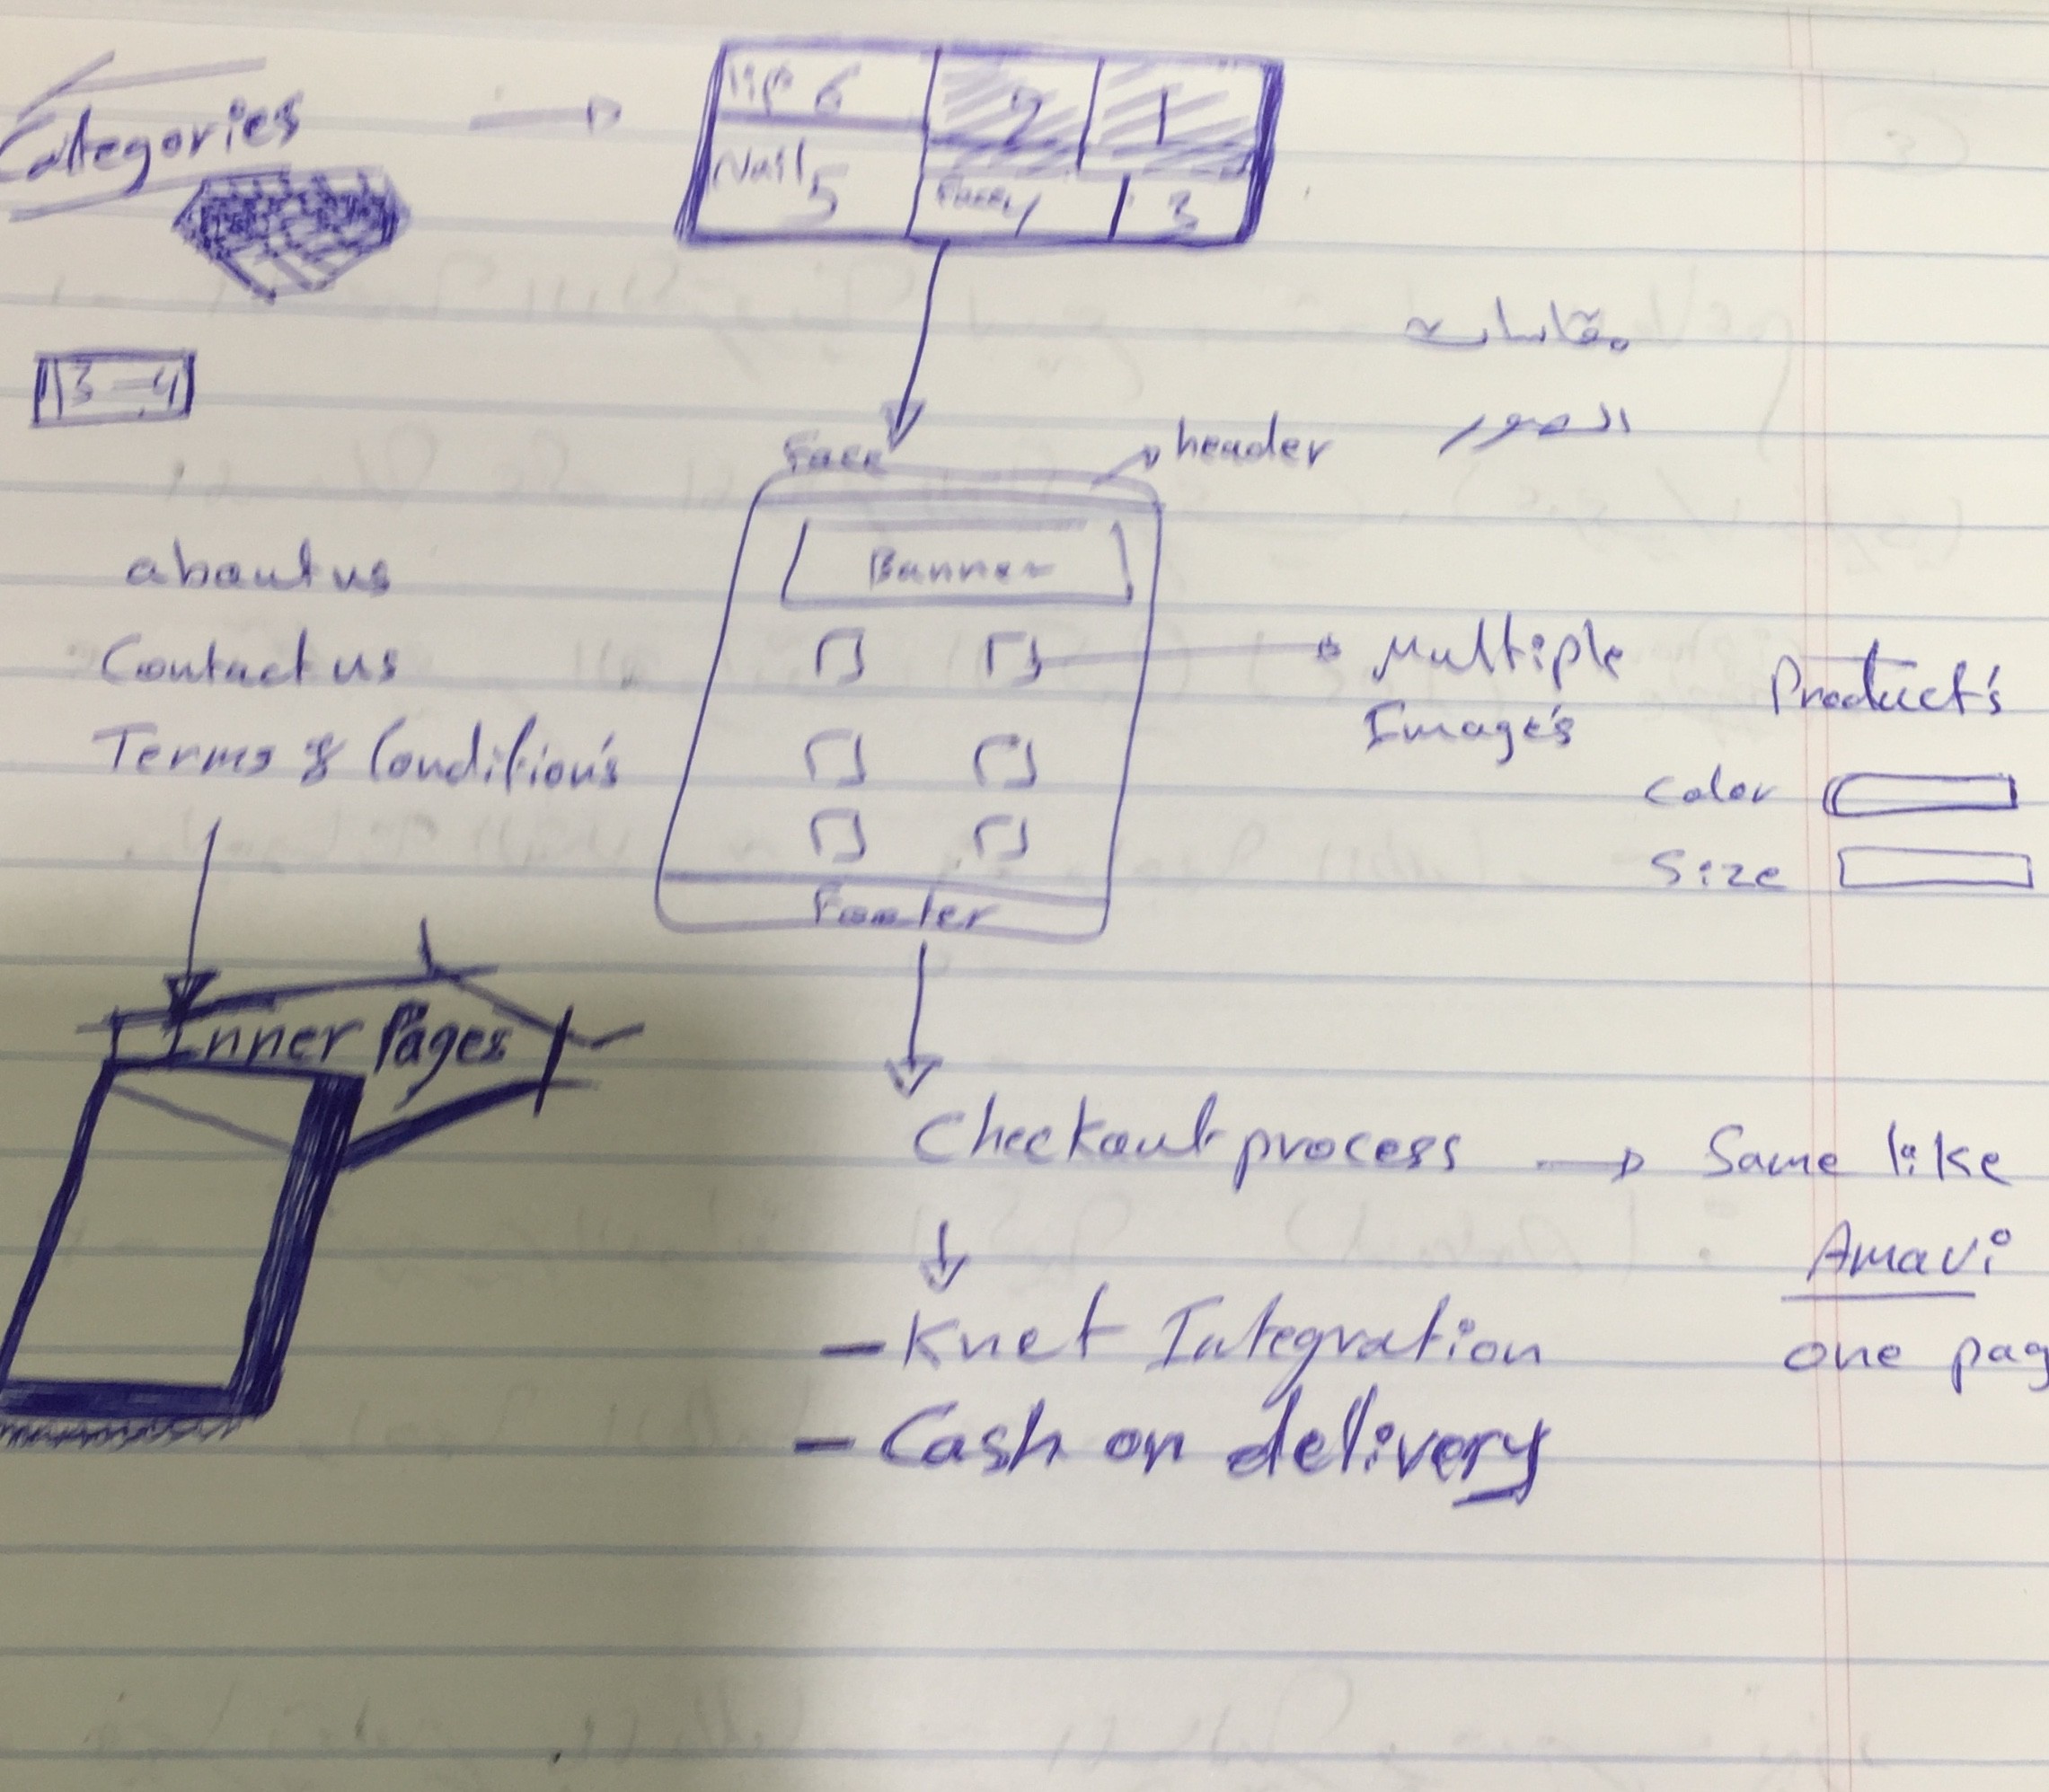 Categories
lip 6
2
1
Nail 5
Face 4
3
3-4
مقاسات
الصور
Face
header
Banner
about us
Contact us
Terms & Condition's
Multiple
Image's
Product's
Color
Size
Footer
Inner Pages
Checkout process
Same like
Amavi
one pag
- Knet Integration
- Cash on delivery